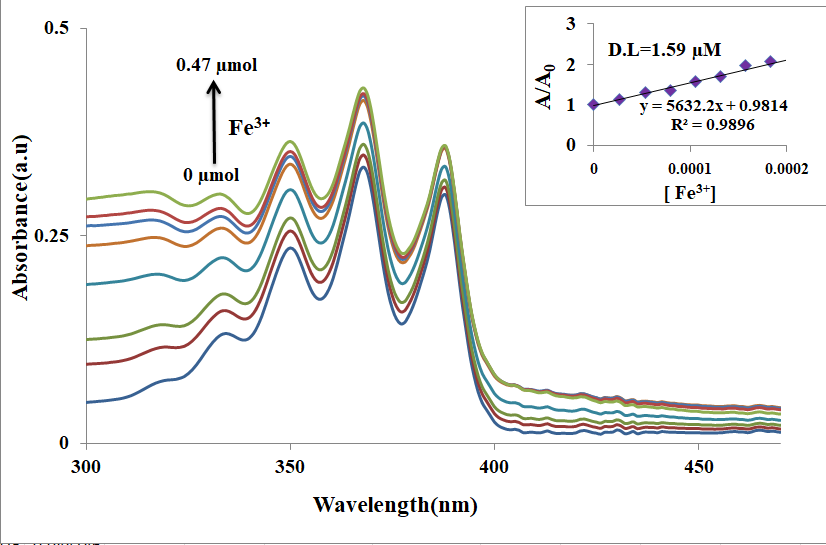 0.5
0.25
0
Absorbance(a.u)
300
350
400
450
Wavelength(nm)
0.47 μmol
Fe³⁺
0 μmol
3
2
1
0
A/A₀
D.L=1.59 μM
y = 5632.2x + 0.9814
R² = 0.9896
0
0.0001
0.0002
[ Fe³⁺]